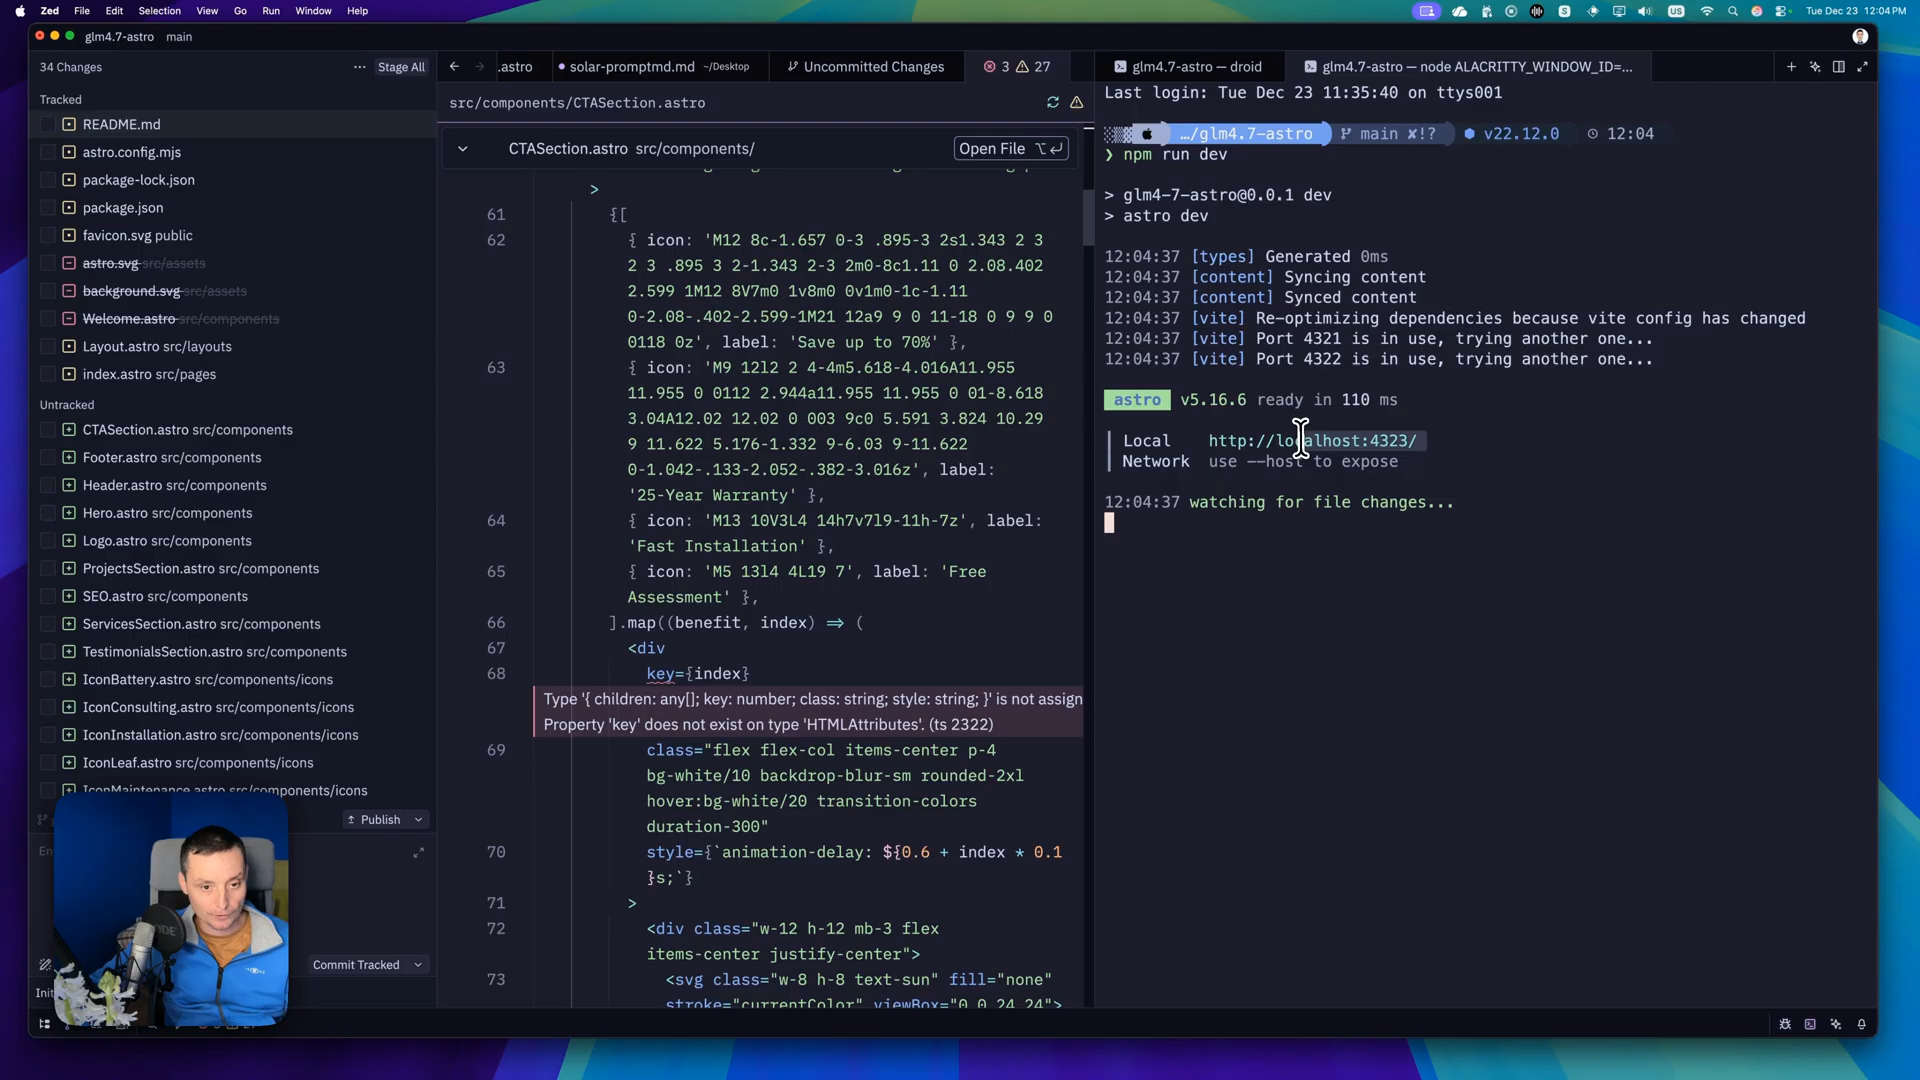 Zed File Edit Selection View Go Run Window Help
US Tue Dec 23 12:04 PM
glm4.7-astro main
34 Changes
Stage All
Tracked
README.md
astro.config.mjs
package-lock.json
package.json
favicon.svg public
astro.svg src/assets
background.svg src/assets
Welcome.astro src/components
Layout.astro src/layouts
index.astro src/pages
Untracked
CTASection.astro src/components
Footer.astro src/components
Header.astro src/components
Hero.astro src/components
Logo.astro src/components
ProjectsSection.astro src/components
SEO.astro src/components
ServicesSection.astro src/components
TestimonialsSection.astro src/components
IconBattery.astro src/components/icons
IconConsulting.astro src/components/icons
IconInstallation.astro src/components/icons
IconLeaf.astro src/components/icons
IconMaintenance.astro src/components/icons
Publish
Commit Tracked
.astro
solar-promptmd.md ~/Desktop
Uncommitted Changes
3 27
src/components/CTASection.astro
CTASection.astro src/components/
Open File
>
61 {[
62 { icon: 'M12 8c-1.657 0-3 .895-3 2s1.343 2 3
2 3 .895 3 2-1.343 2-3 2m0-8c1.11 0 2.08.402
2.599 1M12 8V7m0 1v8m0 0v1m0-1c-1.11
0-2.08-.402-2.599-1M21 12a9 9 0 11-18 0 9 9 0
0118 0z', label: 'Save up to 70%' },
63 { icon: 'M9 12l2 2 4-4m5.618-4.016A11.955
11.955 0 0112 2.944a11.955 11.955 0 01-8.618
3.04A12.02 12.02 0 003 9c0 5.591 3.824 10.29
9 11.622 5.176-1.332 9-6.03 9-11.622
0-1.042-.133-2.052-.382-3.016z', label:
'25-Year Warranty' },
64 { icon: 'M13 10V3L4 14h7v7l9-11h-7z', label:
'Fast Installation' },
65 { icon: 'M5 13l4 4L19 7', label: 'Free
Assessment' },
66 ].map((benefit, index) => (
67 <div
68 key={index}
Type '{ children: any[]; key: number; class: string; style: string; }' is not assign
Property 'key' does not exist on type 'HTMLAttributes'. (ts 2322)
69 class="flex flex-col items-center p-4
bg-white/10 backdrop-blur-sm rounded-2xl
hover:bg-white/20 transition-colors
duration-300"
70 style={`animation-delay: ${0.6 + index * 0.1
}s;`}
71 >
72 <div class="w-12 h-12 mb-3 flex
items-center justify-center">
73 <svg class="w-8 h-8 text-sun" fill="none"
stroke="currentColor" viewBox="0 0 24 24">
glm4.7-astro — droid
glm4.7-astro — node ALACRITTY_WINDOW_ID=...
Last login: Tue Dec 23 11:35:40 on ttys001
…/glm4.7-astro main ✘!? v22.12.0 12:04
❯ npm run dev
> glm4-7-astro@0.0.1 dev
> astro dev
12:04:37 [types] Generated 0ms
12:04:37 [content] Syncing content
12:04:37 [content] Synced content
12:04:37 [vite] Re-optimizing dependencies because vite config has changed
12:04:37 [vite] Port 4321 is in use, trying another one...
12:04:37 [vite] Port 4322 is in use, trying another one...
astro v5.16.6 ready in 110 ms
Local http://localhost:4323/
Network use --host to expose
12:04:37 watching for file changes...